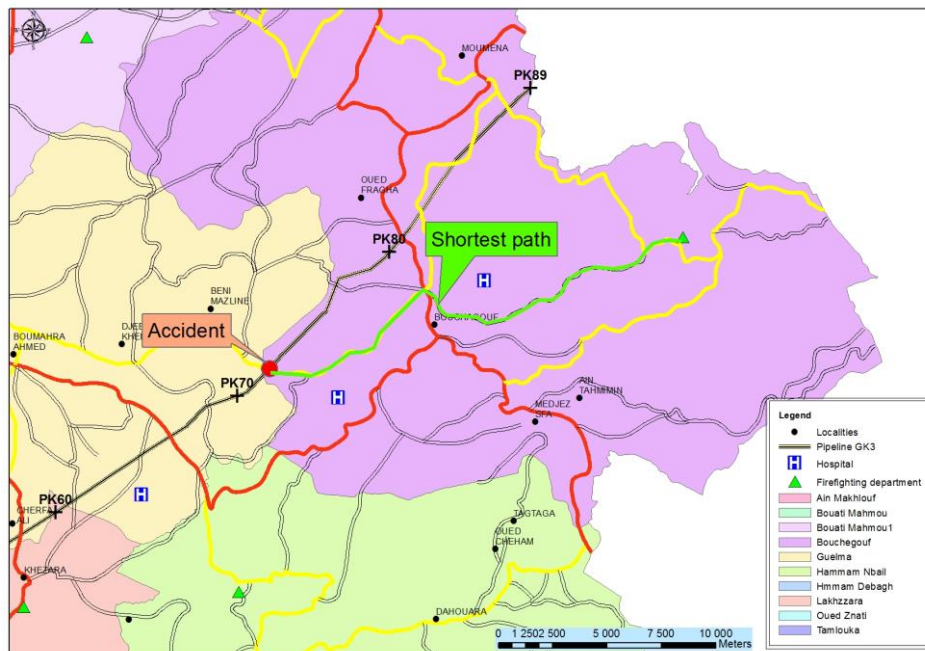 MOUMENA
PK89
OUED
FRAGHA
PK80
Shortest path
BENI
MAZLINE
BOUCHAGOUF
Accident
BOUMAHRA
AHMED
PK70
AIN
TAHMIMIN
MEDJEZ
SFA
PK60
GHERFA
ALI
TAGTAGA
OUED
CHEHAM
KHEZARA
DAHOUARA
Legend
Localities
Pipeline GK3
Hospital
Firefighting department
Ain Makhlouf
Bouati Mahmou
Bouati Mahmou1
Bouchegouf
Guelma
Hammam Nbail
Hmmam Debagh
Lakhzzara
Oued Znati
Tamlouka
0 1 2502 500 5 000 7 500 10 000
Meters